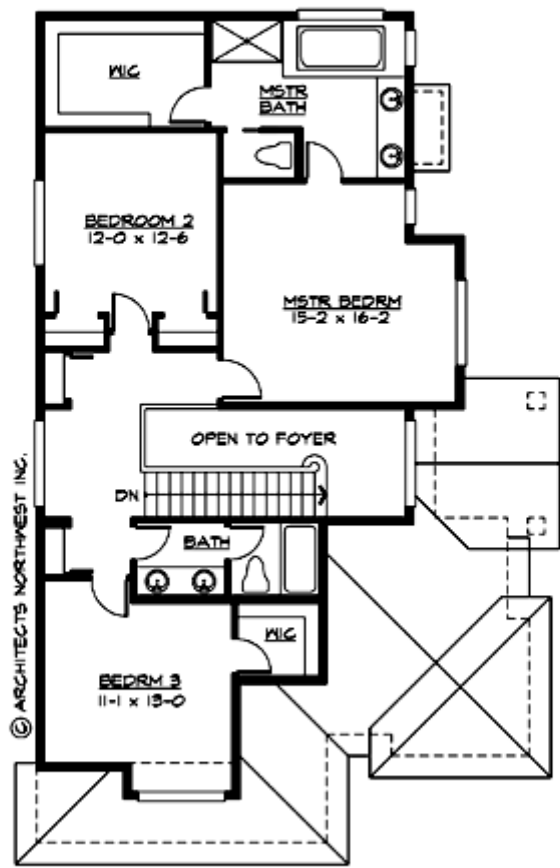 WIC
MSTR
BATH
BEDROOM 2
12-0 x 12-6
MSTR BEDRM
15-2 x 16-2
OPEN TO FOYER
DN
BATH
WIC
BEDRM 3
11-1 x 13-0
© ARCHITECTS NORTHWEST INC.